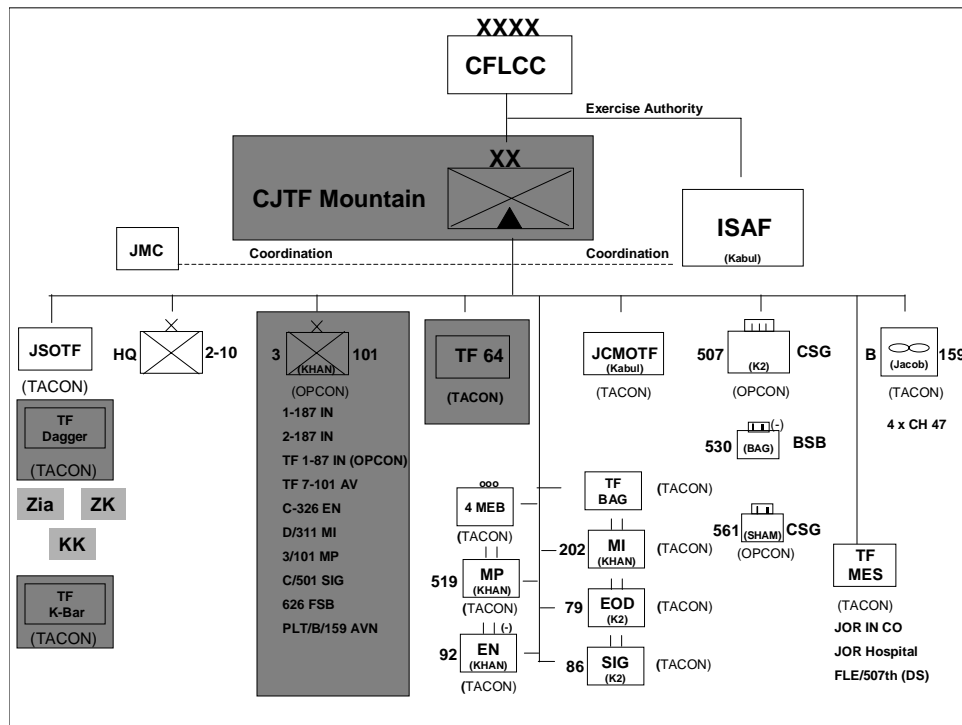 XXXX
CFLCC
Exercise Authority
XX
CJTF Mountain
ISAF
(Kabul)
JMC
Coordination
Coordination
JSOTF
(TACON)
TF
Dagger
(TACON)
Zia
ZK
KK
TF
K-Bar
(TACON)
HQ
2-10
3
(KHAN)
101
(OPCON)
1-187 IN
2-187 IN
TF 1-87 IN (OPCON)
TF 7-101 AV
C-326 EN
D/311 MI
3/101 MP
C/501 SIG
626 FSB
PLT/B/159 AVN
TF 64
(TACON)
ooo
4 MEB
(TACON)
519
MP
(KHAN)
(TACON)
(-)
92
EN
(KHAN)
(TACON)
JCMOTF
(Kabul)
(TACON)
TF
BAG
(TACON)
202
MI
(KHAN)
(TACON)
79
EOD
(K2)
(TACON)
86
SIG
(K2)
(TACON)
507
(K2)
CSG
(OPCON)
(-)
530
(BAG)
BSB
561
(SHAM)
CSG
(OPCON)
TF
MES
(TACON)
JOR IN CO
JOR Hospital
FLE/507th (DS)
B
(Jacob)
159
(TACON)
4 x CH 47